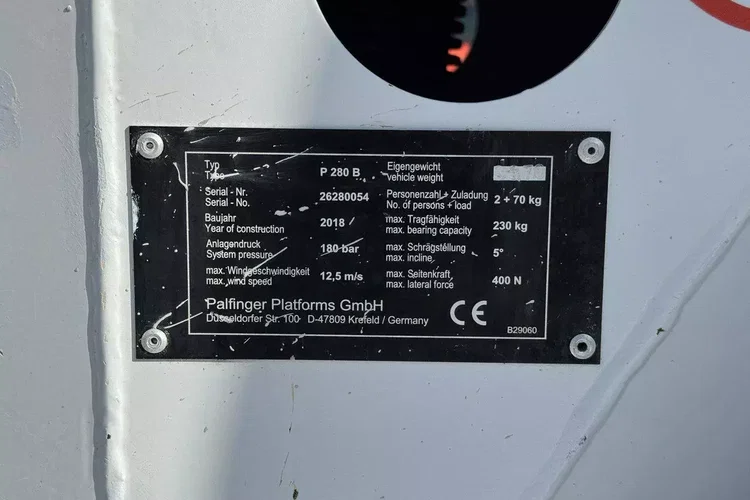 Typ
Type
P 280 B
Serial - Nr.
Serial - No.
26280054
Baujahr
Year of construction
2018
Anlagendruck
System pressure
180 bar
max. Windgeschwindigkeit
max. wind speed
12,5 m/s
Eigengewicht
vehicle weight
Personenzahl + Zuladung
No. of persons + load
2 + 70 kg
max. Tragfähigkeit
max. bearing capacity
230 kg
max. Schrägstellung
max. incline
5°
max. Seitenkraft
max. lateral force
400 N
Palfinger Platforms GmbH
Düsseldorfer Str. 100 D-47809 Krefeld / Germany
CE
B29060